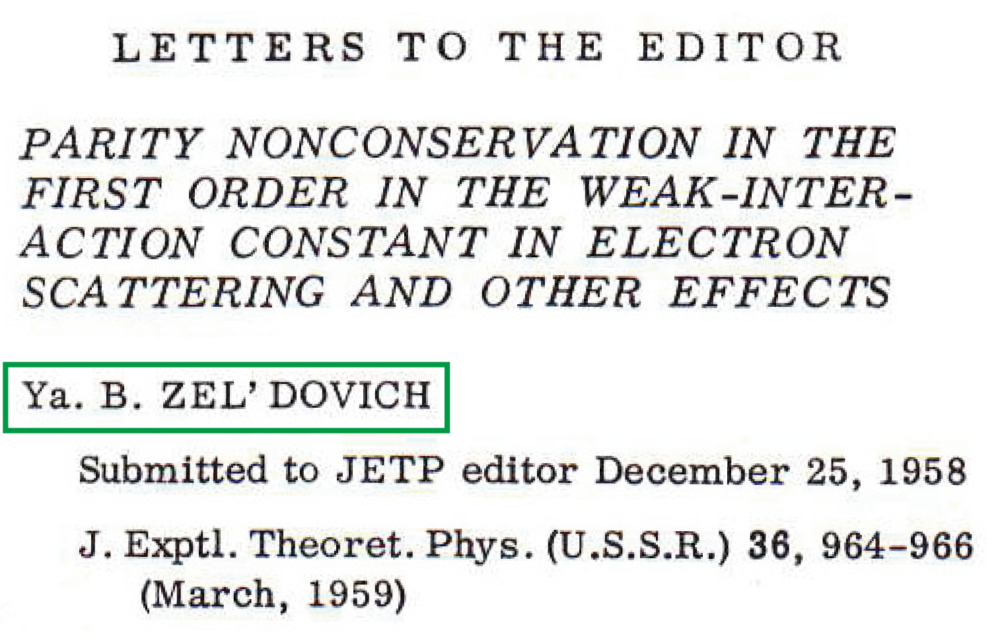 LETTERS TO THE EDITOR
PARITY NONCONSERVATION IN THE
FIRST ORDER IN THE WEAK-INTER-
ACTION CONSTANT IN ELECTRON
SCATTERING AND OTHER EFFECTS
Ya. B. ZEL'DOVICH
Submitted to JETP editor December 25, 1958
J. Exptl. Theoret. Phys. (U.S.S.R.) 36, 964-966
(March, 1959)